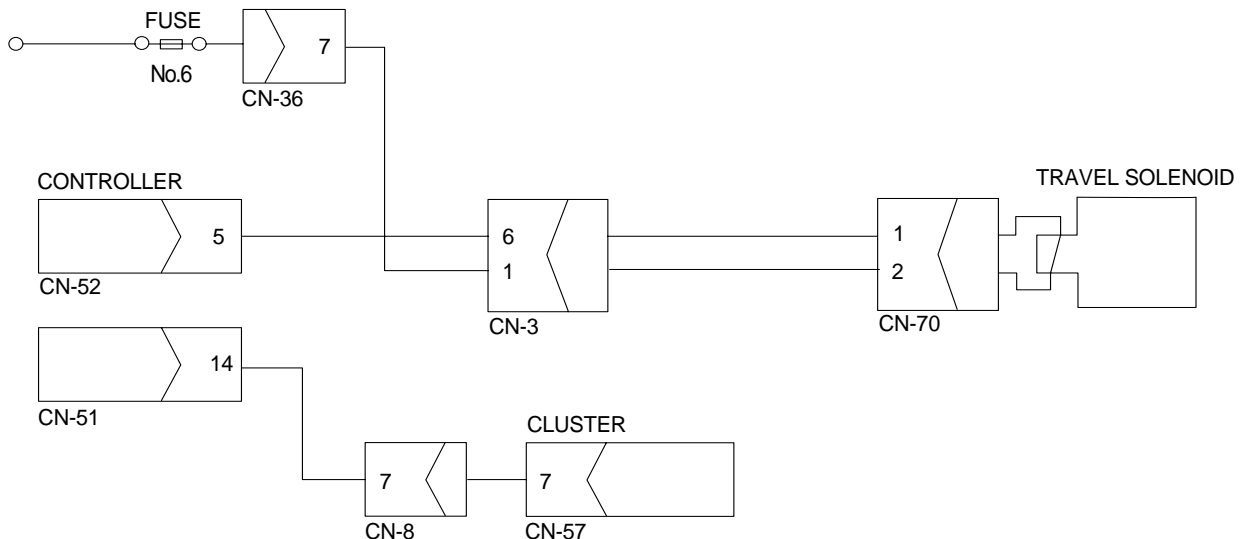 FUSE
7
No.6
CN-36
CONTROLLER
TRAVEL SOLENOID
5
6
1
1
2
CN-52
CN-3
CN-70
14
CN-51
CLUSTER
7
7
CN-8
CN-57